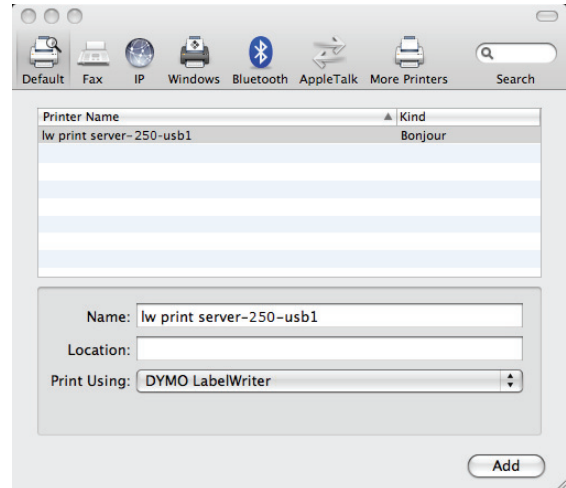 Default Fax IP Windows Bluetooth AppleTalk More Printers Search
Printer Name Kind
lw print server-250-usb1 Bonjour
Name: lw print server-250-usb1
Location:
Print Using: DYMO LabelWriter
Add